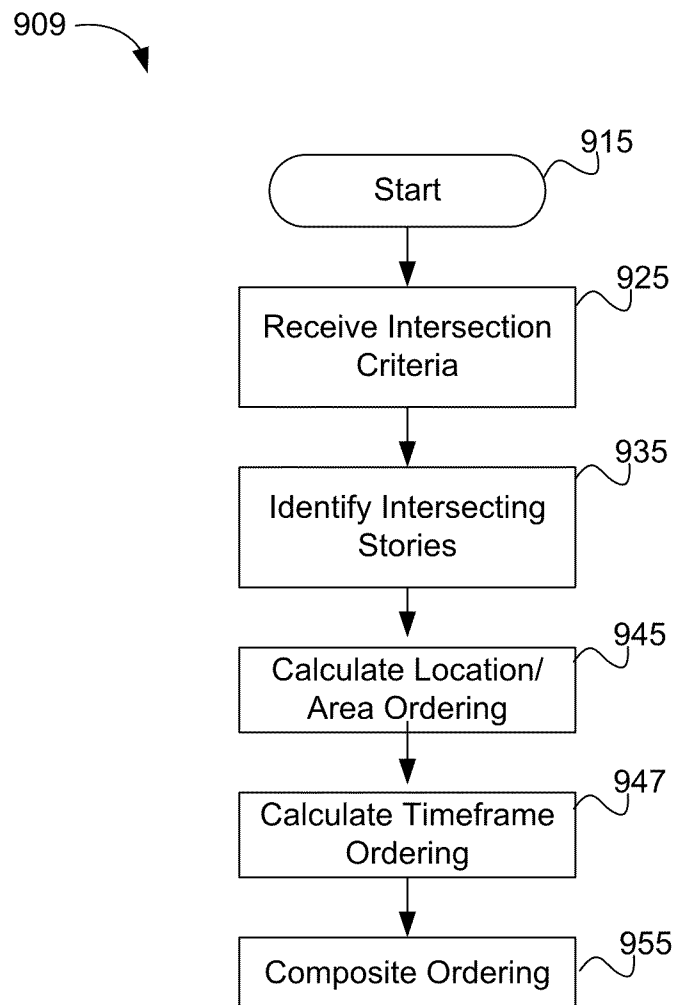 909
915
Start
925
Receive Intersection
Criteria
935
Identify Intersecting
Stories
945
Calculate Location/
Area Ordering
947
Calculate Timeframe
Ordering
955
Composite Ordering